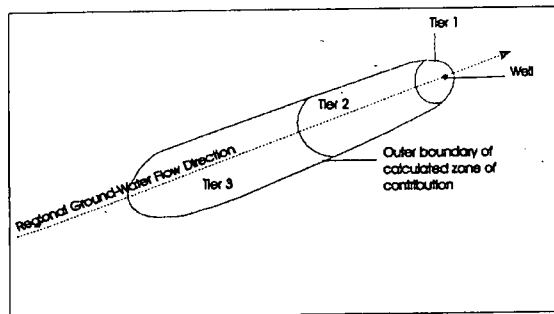 Tier 1
Well
Tier 2
Outer boundary of
calculated zone of
contribution
Tier 3
Regional Ground-Water Flow Direction